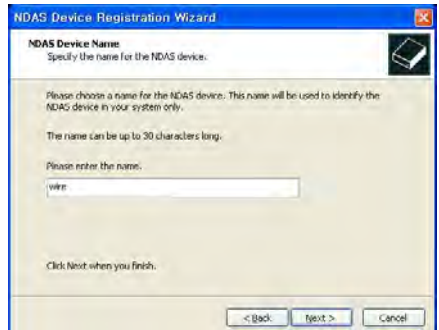 NDAS Device Registration Wizard
NDAS Device Name
Specify the name for the NDAS device.
Please choose a name for the NDAS device. This name will be used to identify the
NDAS device in your system only.
The name can be up to 30 characters long.
Please enter the name.
wire
Click Next when you finish.
< Back Next > Cancel